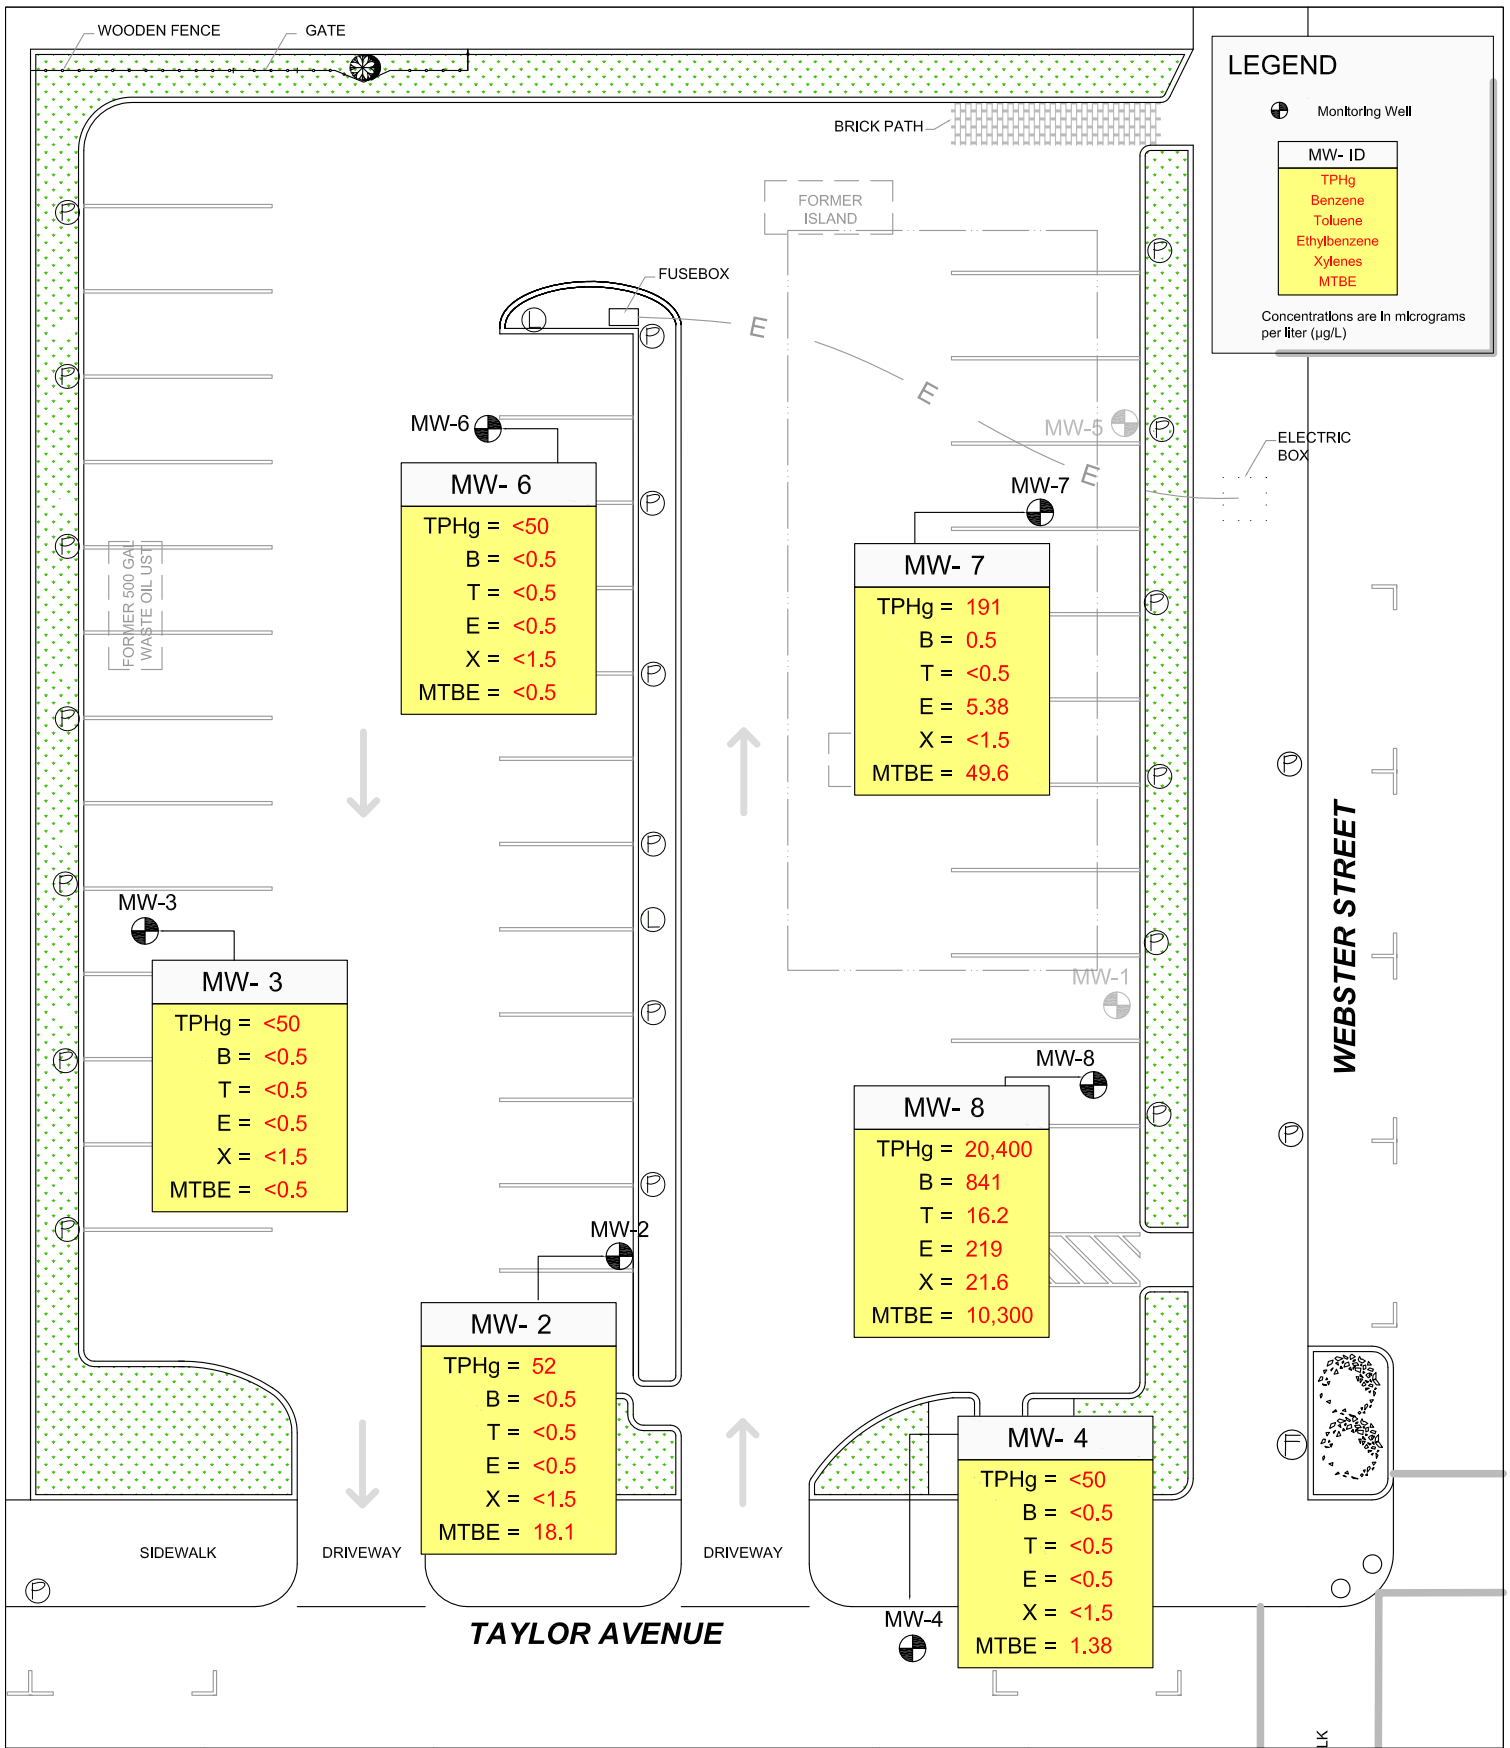 WOODEN FENCE
GATE
LEGEND
Monitoring Well
MW- ID
TPHg
Benzene
Toluene
Ethylbenzene
Xylenes
MTBE
Concentrations are in micrograms
per liter (µg/L)
BRICK PATH
FORMER
ISLAND
P
P
FUSEBOX
L
P
E
E
E
P
MW-6
MW-5
P
ELECTRIC
BOX
MW- 6
TPHg = <50
B = <0.5
T = <0.5
E = <0.5
X = <1.5
MTBE = <0.5
P
MW-7
MW- 7
TPHg = 191
B = 0.5
T = <0.5
E = 5.38
X = <1.5
MTBE = 49.6
P
FORMER 500 GAL
WASTE OIL UST
P
P
P
P
P
P
WEBSTER STREET
P
P
L
P
MW-3
MW- 3
TPHg = <50
B = <0.5
T = <0.5
E = <0.5
X = <1.5
MTBE = <0.5
MW-1
P
P
MW-8
MW- 8
TPHg = 20,400
B = 841
T = 16.2
E = 219
X = 21.6
MTBE = 10,300
P
P
P
P
MW-2
MW- 2
TPHg = 52
B = <0.5
T = <0.5
E = <0.5
X = <1.5
MTBE = 18.1
MW- 4
TPHg = <50
B = <0.5
T = <0.5
E = <0.5
X = <1.5
MTBE = 1.38
F
SIDEWALK
DRIVEWAY
DRIVEWAY
P
MW-4
TAYLOR AVENUE
LK